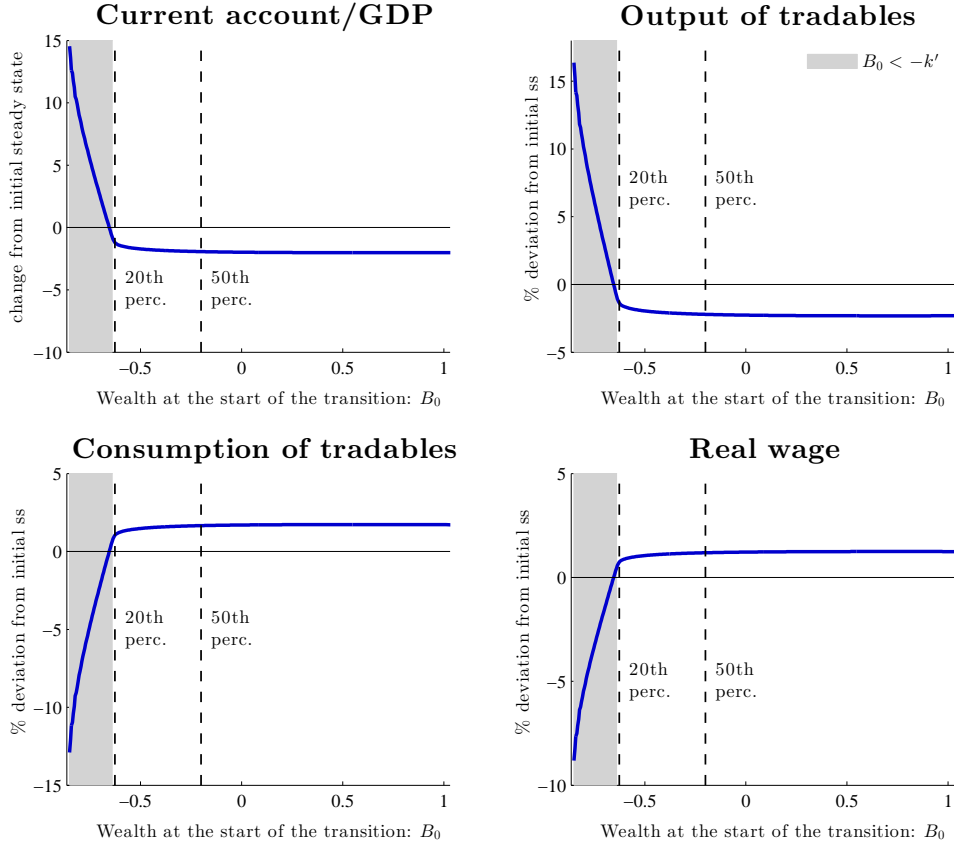 Current account/GDP
change from initial steady state
15
10
5
0
−5
−10
20th
perc.
50th
perc.
−0.5
0
0.5
1
Wealth at the start of the transition: B₀
Output of tradables
% deviation from initial ss
15
10
5
0
−5
B₀ < −k′
20th
perc.
50th
perc.
−0.5
0
0.5
1
Wealth at the start of the transition: B₀
Consumption of tradables
% deviation from initial ss
5
0
−5
−10
−15
20th
perc.
50th
perc.
−0.5
0
0.5
1
Wealth at the start of the transition: B₀
Real wage
% deviation from initial ss
5
0
−5
−10
20th
perc.
50th
perc.
−0.5
0
0.5
1
Wealth at the start of the transition: B₀